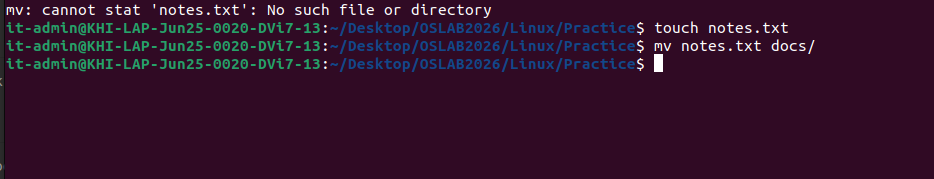 mv: cannot stat 'notes.txt': No such file or directory
it-admin@KHI-LAP-Jun25-0020-DVi7-13:~/Desktop/OSLAB2026/Linux/Practice$ touch notes.txt
it-admin@KHI-LAP-Jun25-0020-DVi7-13:~/Desktop/OSLAB2026/Linux/Practice$ mv notes.txt docs/
it-admin@KHI-LAP-Jun25-0020-DVi7-13:~/Desktop/OSLAB2026/Linux/Practice$